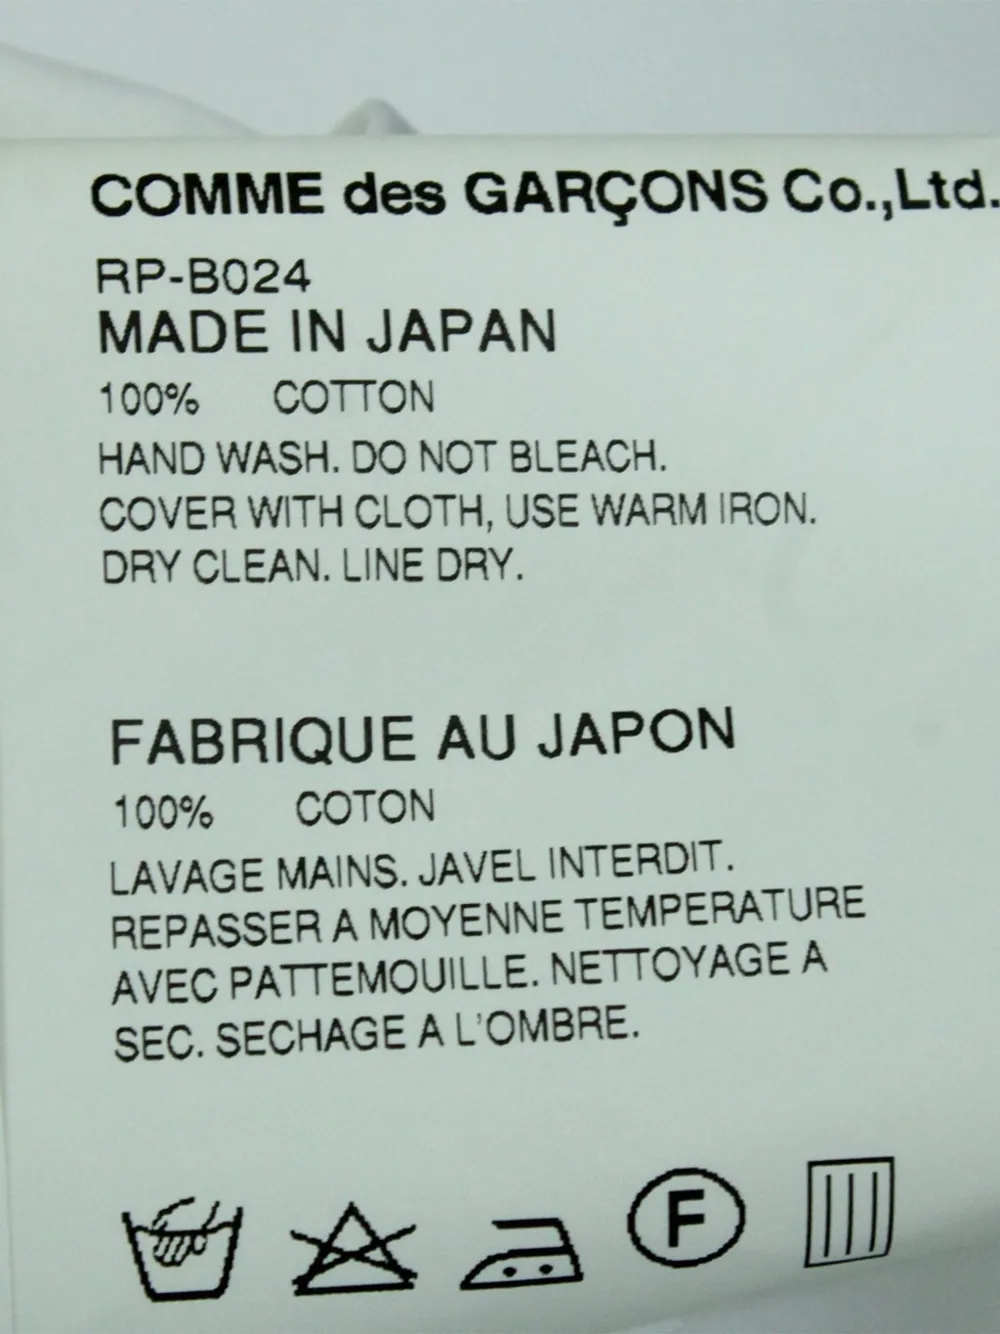 COMME des GARÇONS Co.,Ltd.
RP-B024
MADE IN JAPAN
100% COTTON
HAND WASH. DO NOT BLEACH.
COVER WITH CLOTH, USE WARM IRON.
DRY CLEAN. LINE DRY.
FABRIQUE AU JAPON
100% COTON
LAVAGE MAINS. JAVEL INTERDIT.
REPASSER A MOYENNE TEMPERATURE
AVEC PATTEMOUILLE. NETTOYAGE A
SEC. SECHAGE A L'OMBRE.
F